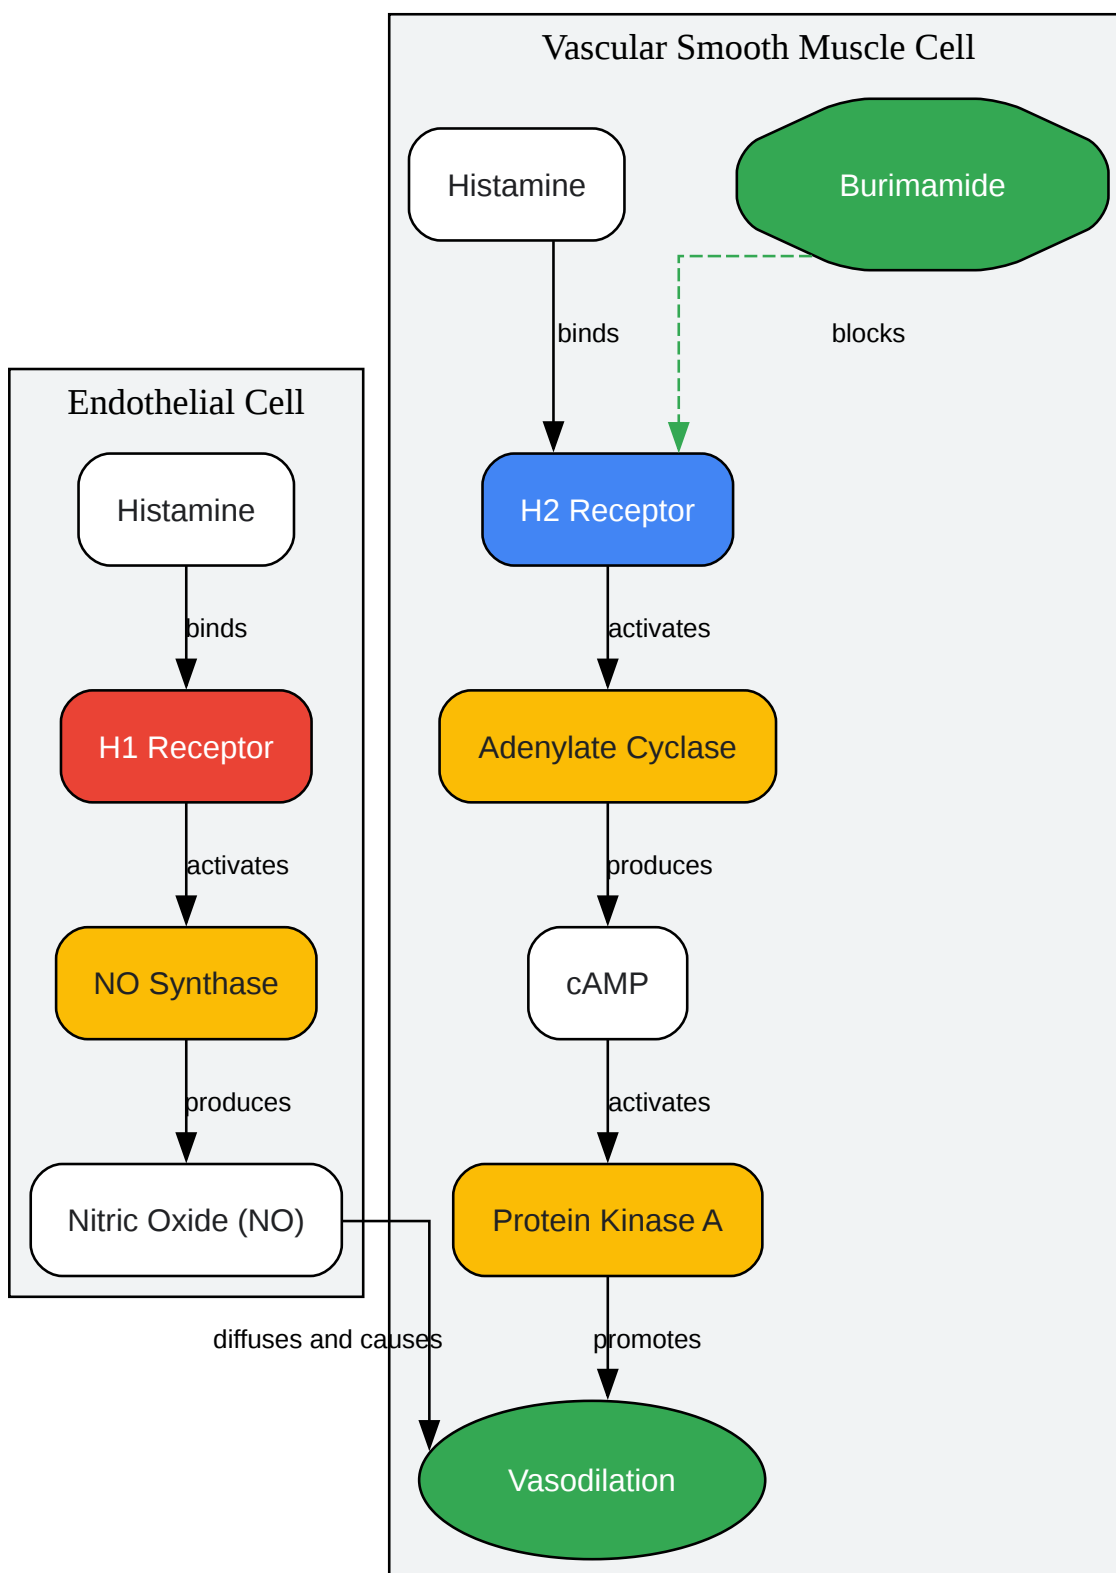 Vascular Smooth Muscle Cell
Histamine
Burimamide
binds
blocks
Endothelial Cell
Histamine
H2 Receptor
binds
activates
H1 Receptor
Adenylate Cyclase
activates
produces
NO Synthase
cAMP
produces
activates
Nitric Oxide (NO)
Protein Kinase A
diffuses and causes
promotes
Vasodilation